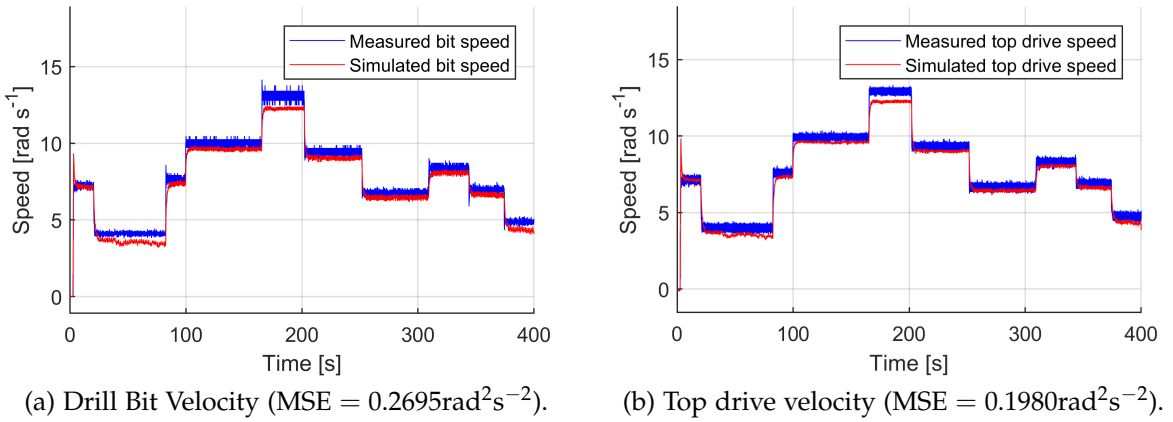 Measured bit speed
Simulated bit speed
15
10
5
0
Speed [rad s⁻¹]
0
100
200
300
400
Time [s]
(a) Drill Bit Velocity (MSE = 0.2695rad²s⁻²).
Measured top drive speed
Simulated top drive speed
15
10
5
0
Speed [rad s⁻¹]
0
100
200
300
400
Time [s]
(b) Top drive velocity (MSE = 0.1980rad²s⁻²).